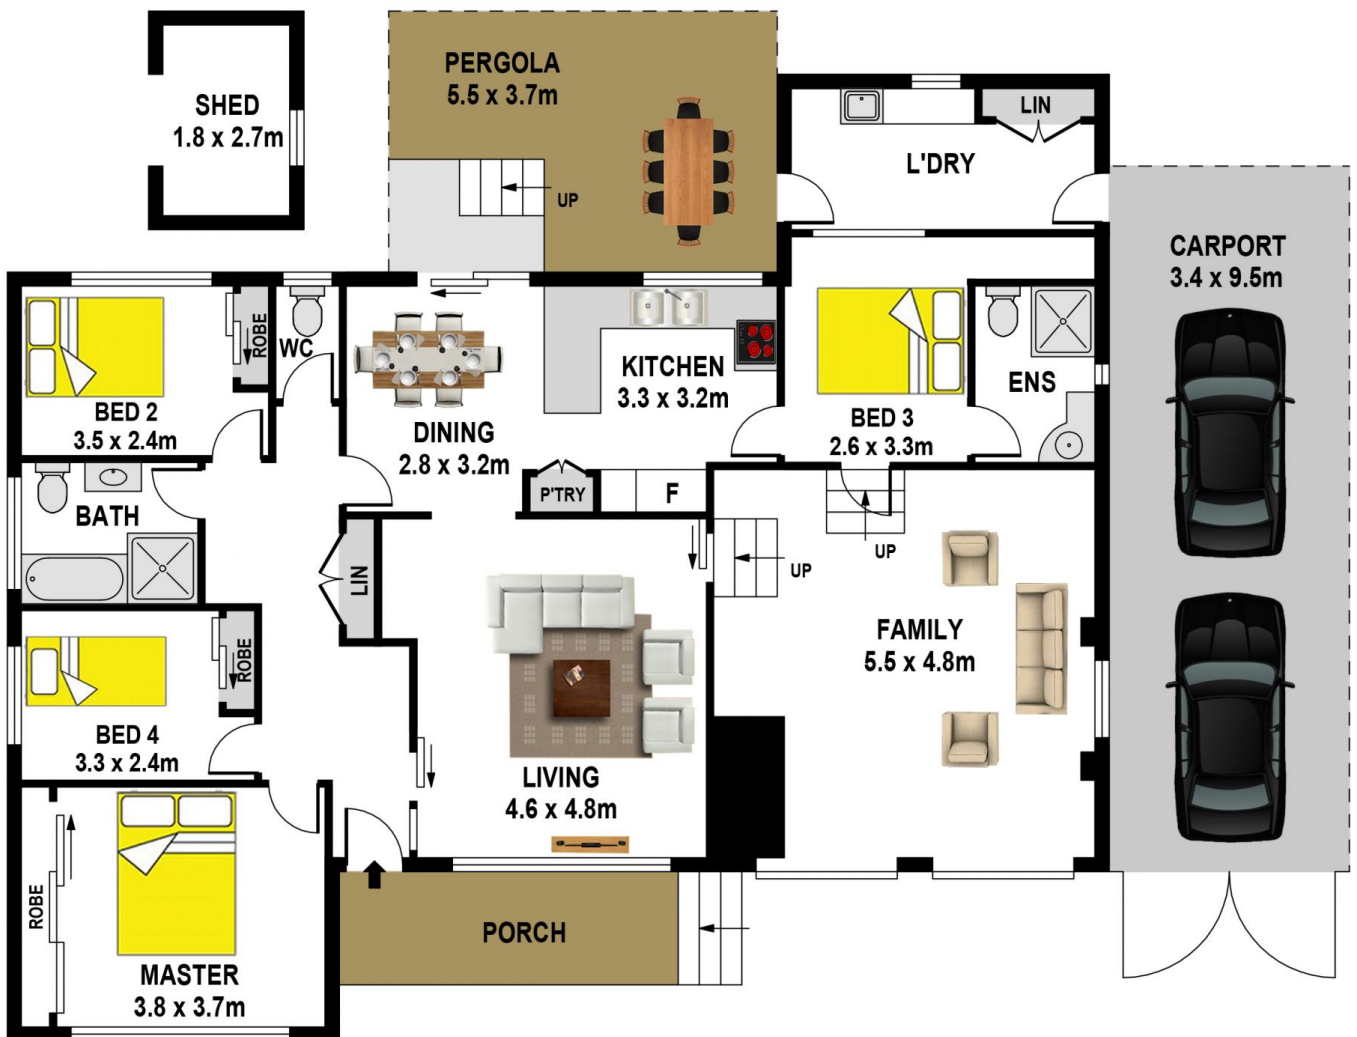 SHED
1.8 x 2.7m
PERGOLA
5.5 x 3.7m
UP
LIN
L'DRY
CARPORT
3.4 x 9.5m
BED 2
3.5 x 2.4m
ROBE
WC
DINING
2.8 x 3.2m
KITCHEN
3.3 x 3.2m
BED 3
2.6 x 3.3m
ENS
P'TRY
F
BATH
LIN
UP
UP
FAMILY
5.5 x 4.8m
BED 4
3.3 x 2.4m
ROBE
LIVING
4.6 x 4.8m
ROBE
MASTER
3.8 x 3.7m
PORCH